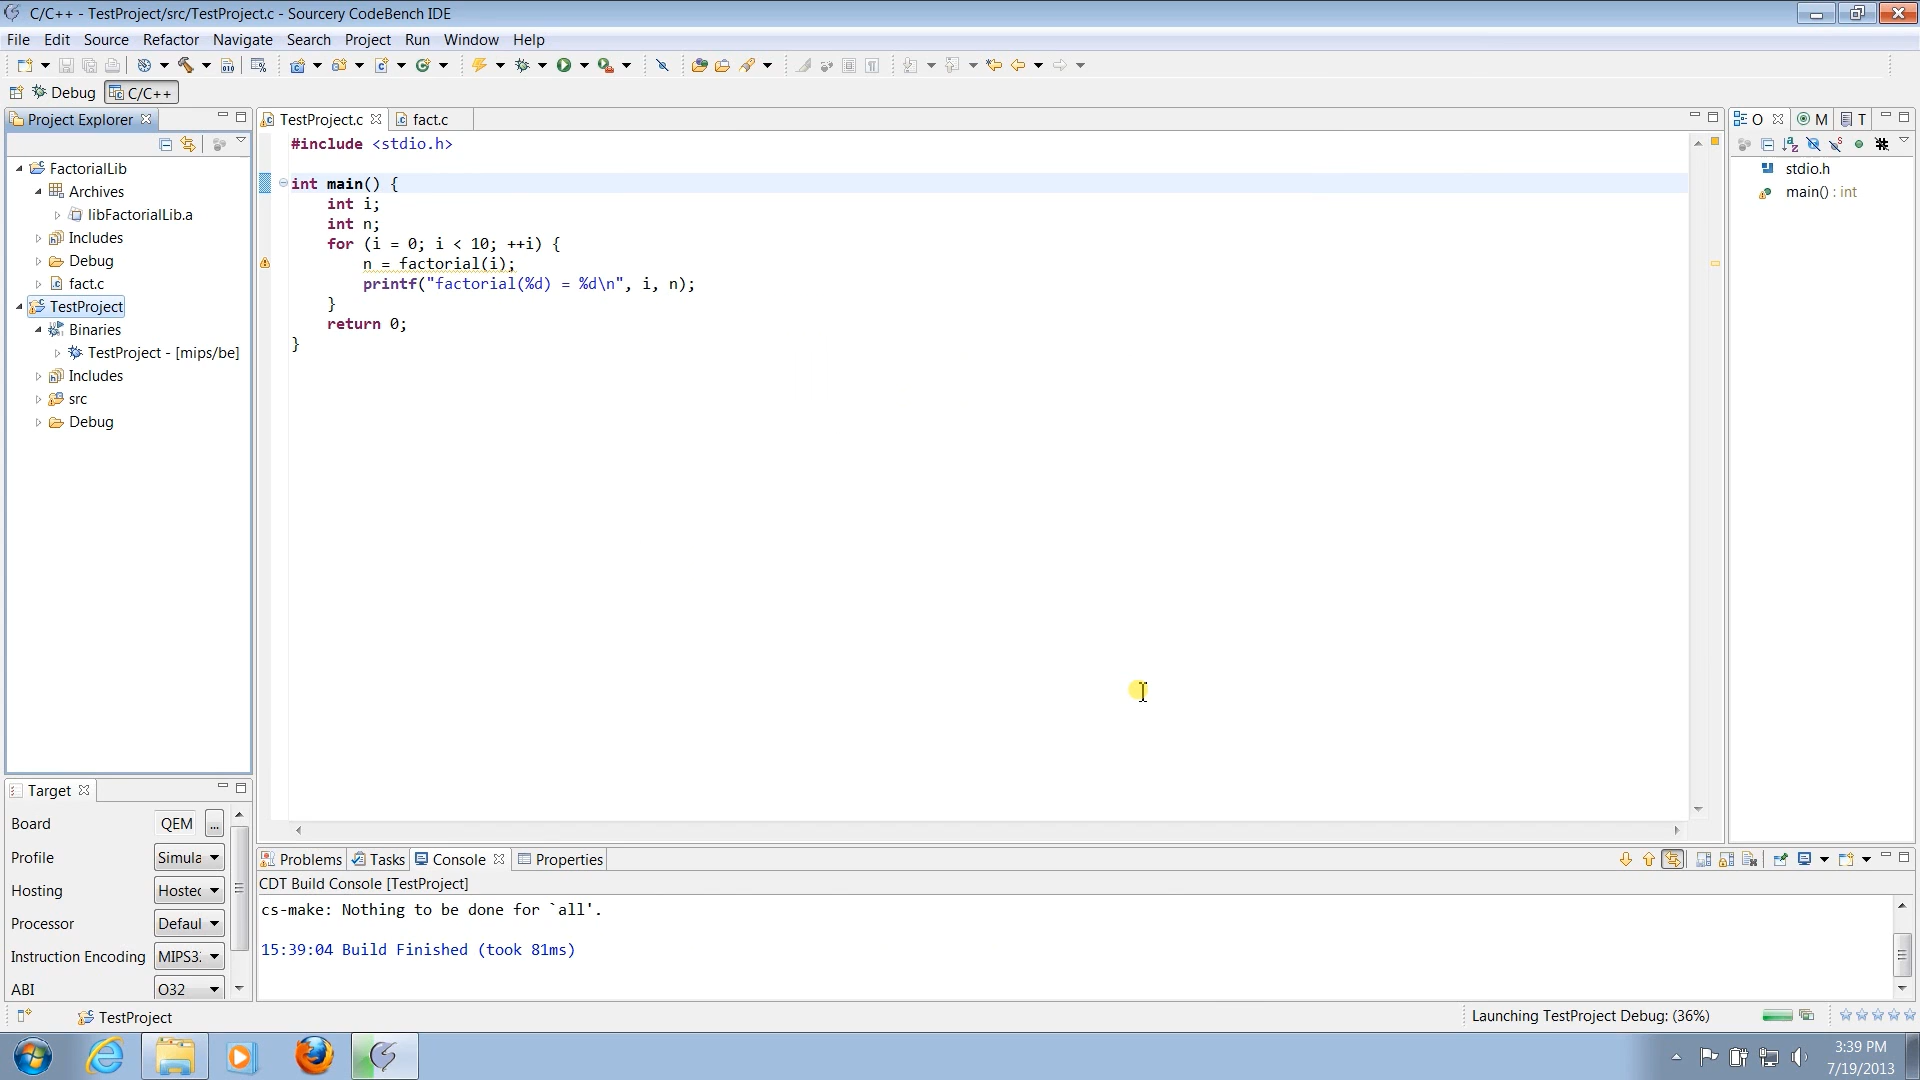 C/C++ - TestProject/src/TestProject.c - Sourcery CodeBench IDE
File Edit Source Refactor Navigate Search Project Run Window Help
Debug C/C++
Project Explorer
FactorialLib
Archives
libFactorialLib.a
Includes
Debug
fact.c
TestProject
Binaries
TestProject - [mips/be]
Includes
src
Debug
TestProject.c fact.c
#include <stdio.h>
int main() {
int i;
int n;
for (i = 0; i < 10; ++i) {
n = factorial(i);
printf("factorial(%d) = %d\n", i, n);
}
return 0;
}
O M T
stdio.h
main() : int
Target
Board QEM ...
Profile Simula
Hosting Hostec
Processor Defaul
Instruction Encoding MIPS3:
ABI O32
Problems Tasks Console Properties
CDT Build Console [TestProject]
cs-make: Nothing to be done for `all'.
15:39:04 Build Finished (took 81ms)
TestProject
Launching TestProject Debug: (36%)
3:39 PM
7/19/2013